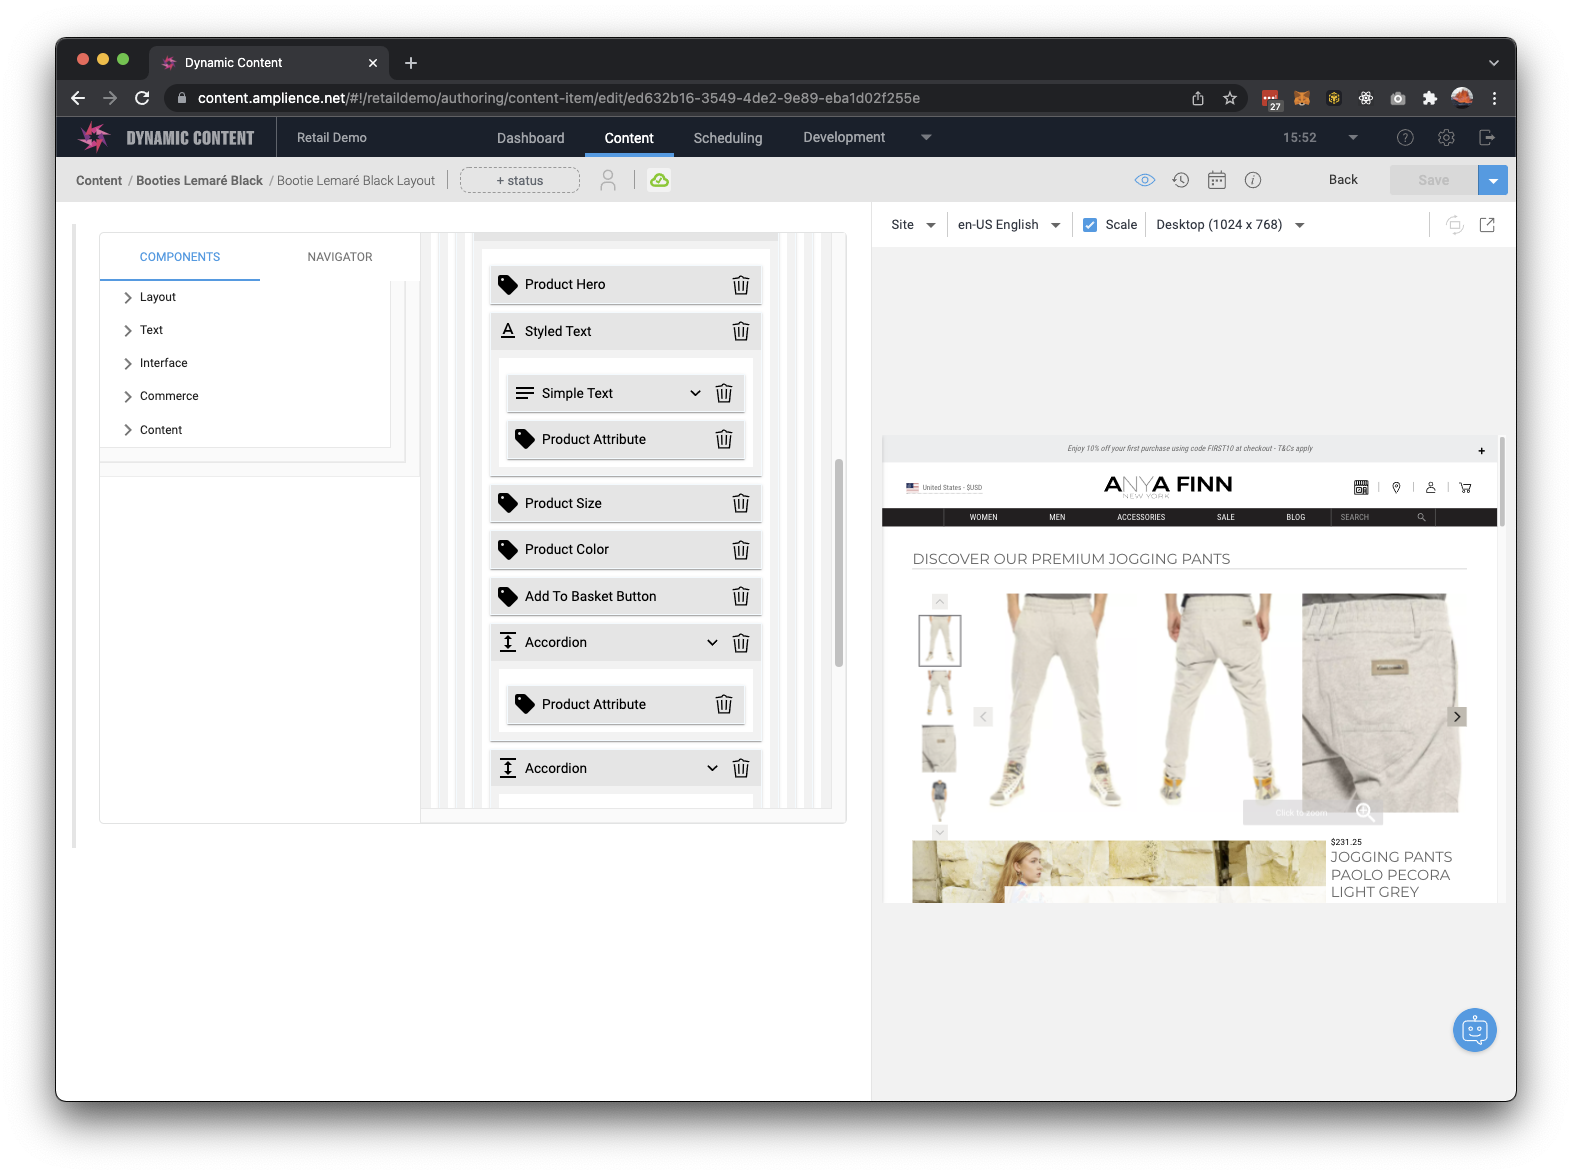 Dynamic Content
content.amplience.net/#!/retaildemo/authoring/content-item/edit/ed632b16-3549-4de2-9e89-eba1d02f255e
27
DYNAMIC CONTENT
Retail Demo
Dashboard
Content
Scheduling
Development
15:52
Content / Booties Lemaré Black / Bootie Lemaré Black Layout
+ status
Back
Save
Site
en-US English
Scale
Desktop (1024 x 768)
COMPONENTS
NAVIGATOR
Layout
Text
Interface
Commerce
Content
Product Hero
Styled Text
Simple Text
Product Attribute
Product Size
Product Color
Add To Basket Button
Accordion
Product Attribute
Accordion
Enjoy 10% off your first purchase using code FIRST10 at checkout - T&Cs apply
+
United States - $USD
ANYA FINN
NEW YORK
WOMEN
MEN
ACCESSORIES
SALE
BLOG
SEARCH
DISCOVER OUR PREMIUM JOGGING PANTS
Click to zoom
$231.25
JOGGING PANTS
PAOLO PECORA
LIGHT GREY